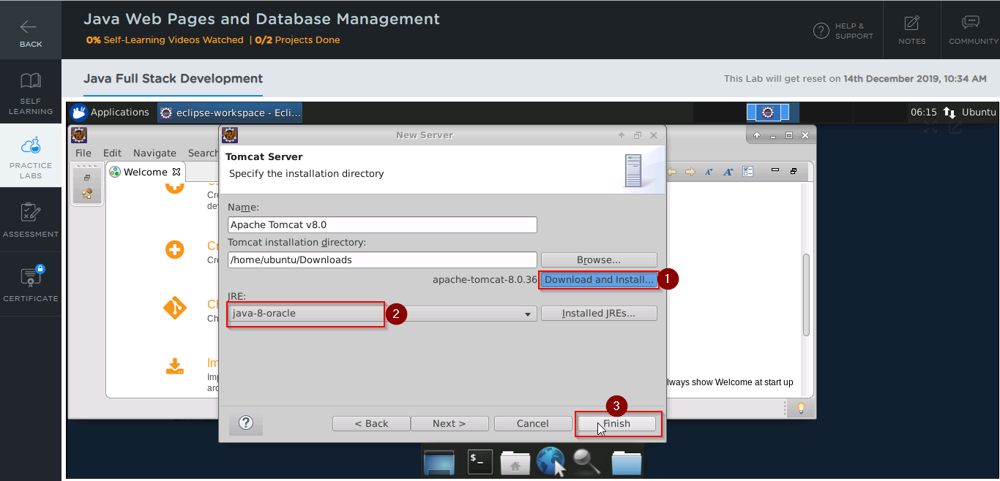 Java Web Pages and Database Management
0% Self-Learning Videos Watched | 0/2 Projects Done
BACK
HELP &
SUPPORT
NOTES
COMMUNITY
Java Full Stack Development
This Lab will get reset on 14th December 2019, 10:34 AM
SELF
LEARNING
PRACTICE
LABS
ASSESSMENT
CERTIFICATE
Applications
eclipse-workspace - Ecli...
06:15
Ubuntu
New Server
File Edit Navigate Search
Welcome
Tomcat Server
Specify the installation directory
Name:
Apache Tomcat v8.0
Tomcat installation directory:
/home/ubuntu/Downloads
Browse...
apache-tomcat-8.0.36
Download and Install...
1
JRE:
java-8-oracle
2
Installed JREs...
Cre
dev
Cr
Cre
Ch
Ch
Im
Imp
arc
lways show Welcome at start up
3
?
< Back
Next >
Cancel
Finish
$_